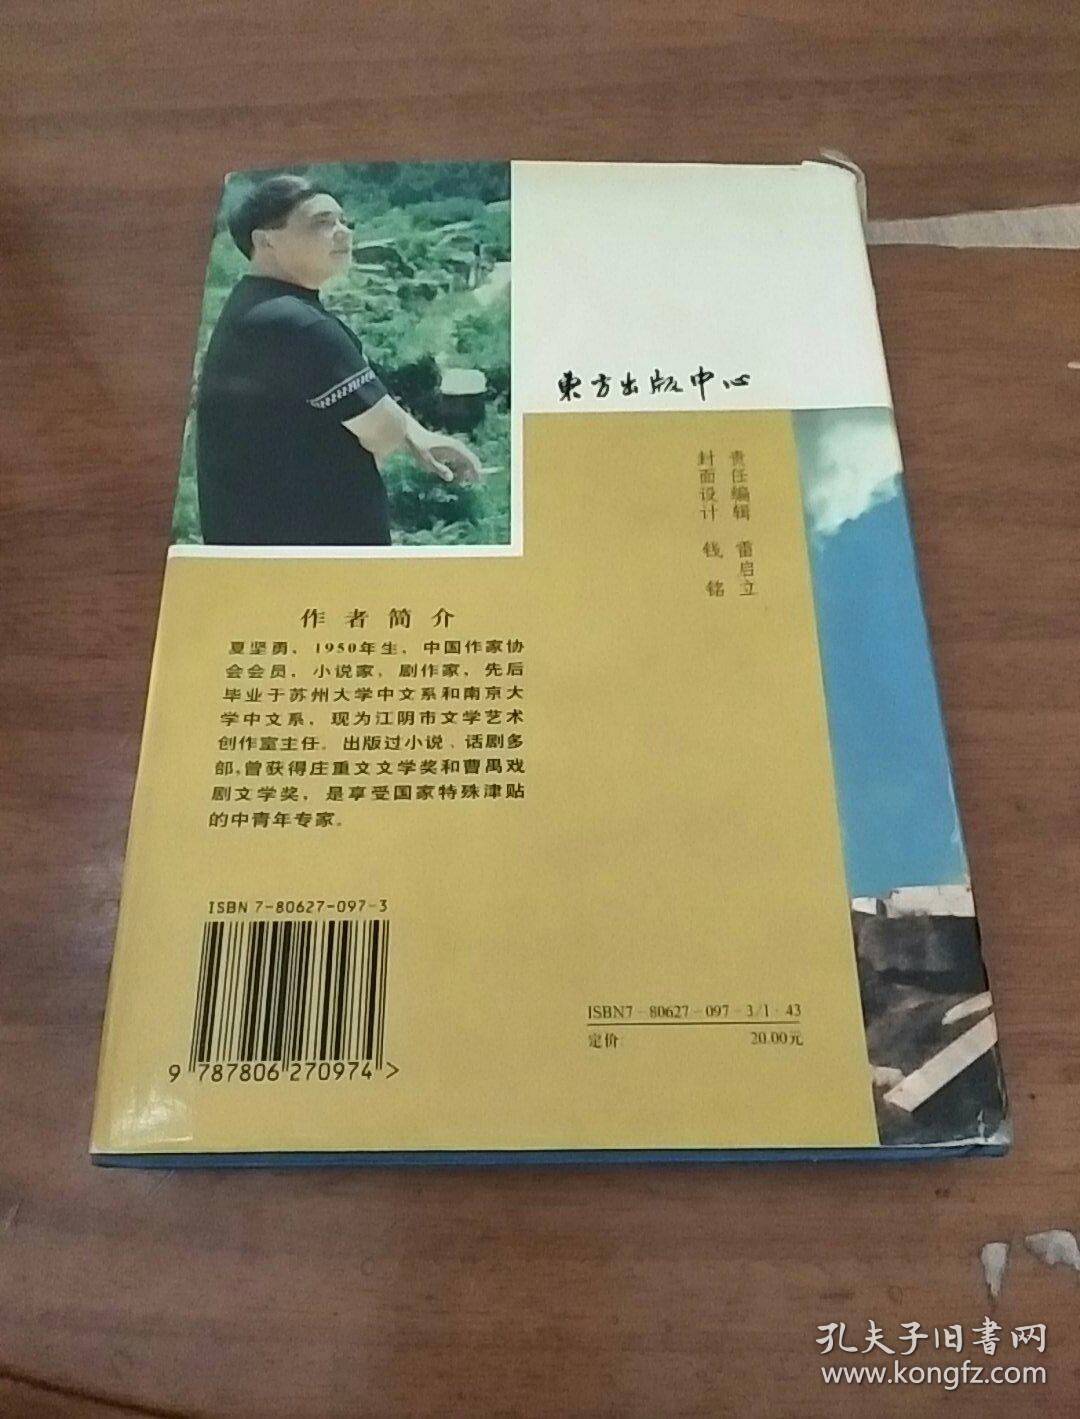 東方出版中心
责任编辑 雷启立
封面设计 钱铭
作者简介
夏坚勇，1950年生，中国作家协
会会员，小说家，剧作家，先后
毕业于苏州大学中文系和南京大
学中文系，现为江阴市文学艺术
创作室主任。出版过小说、话剧多
部，曾获得庄重文文学奖和曹禺戏
剧文学奖，是享受国家特殊津贴
的中青年专家。
ISBN 7-80627-097-3
9 787806 270974 >
ISBN7-80627-097-3/I·43
定价 20.00元
孔夫子旧書网
www.kongfz.com